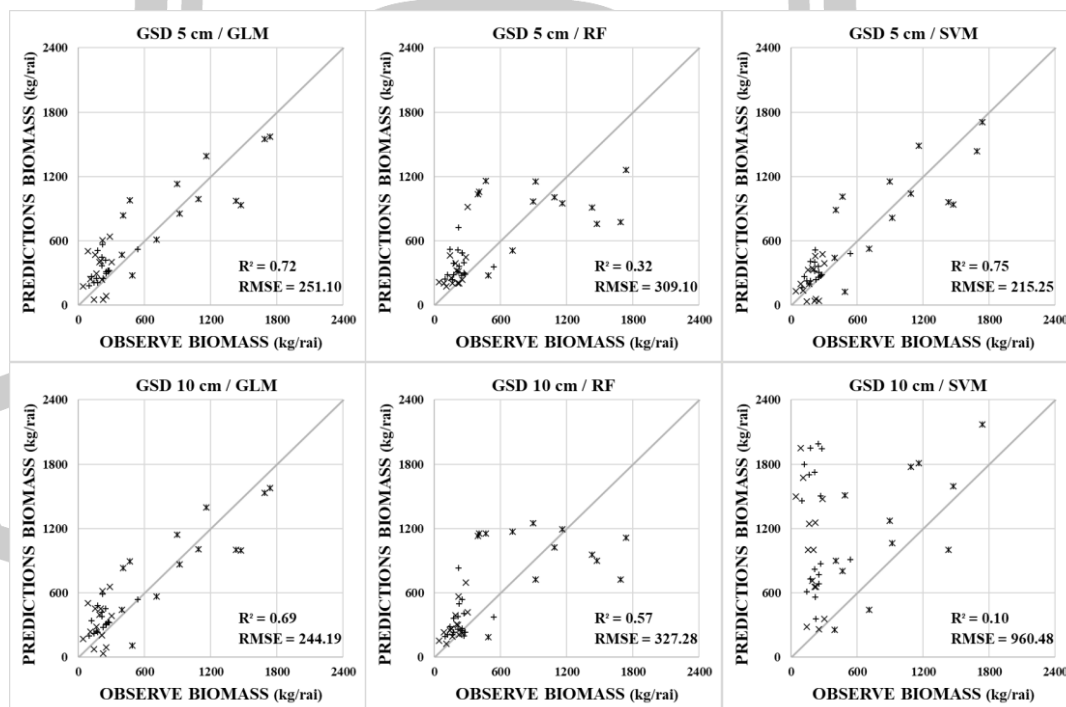 GSD 5 cm / GLM
PREDICTIONS BIOMASS (kg/rai)
2400
1800
1200
600
0
R² = 0.72
RMSE = 251.10
0 600 1200 1800 2400
OBSERVE BIOMASS (kg/rai)
GSD 5 cm / RF
PREDICTIONS BIOMASS (kg/rai)
2400
1800
1200
600
0
R² = 0.32
RMSE = 309.10
0 600 1200 1800 2400
OBSERVE BIOMASS (kg/rai)
GSD 5 cm / SVM
PREDICTIONS BIOMASS (kg/rai)
2400
1800
1200
600
0
R² = 0.75
RMSE = 215.25
0 600 1200 1800 2400
OBSERVE BIOMASS (kg/rai)
GSD 10 cm / GLM
PREDICTIONS BIOMASS (kg/rai)
2400
1800
1200
600
0
R² = 0.69
RMSE = 244.19
0 600 1200 1800 2400
OBSERVE BIOMASS (kg/rai)
GSD 10 cm / RF
PREDICTIONS BIOMASS (kg/rai)
2400
1800
1200
600
0
R² = 0.57
RMSE = 327.28
0 600 1200 1800 2400
OBSERVE BIOMASS (kg/rai)
GSD 10 cm / SVM
PREDICTIONS BIOMASS (kg/rai)
2400
1800
1200
600
0
R² = 0.10
RMSE = 960.48
0 600 1200 1800 2400
OBSERVE BIOMASS (kg/rai)